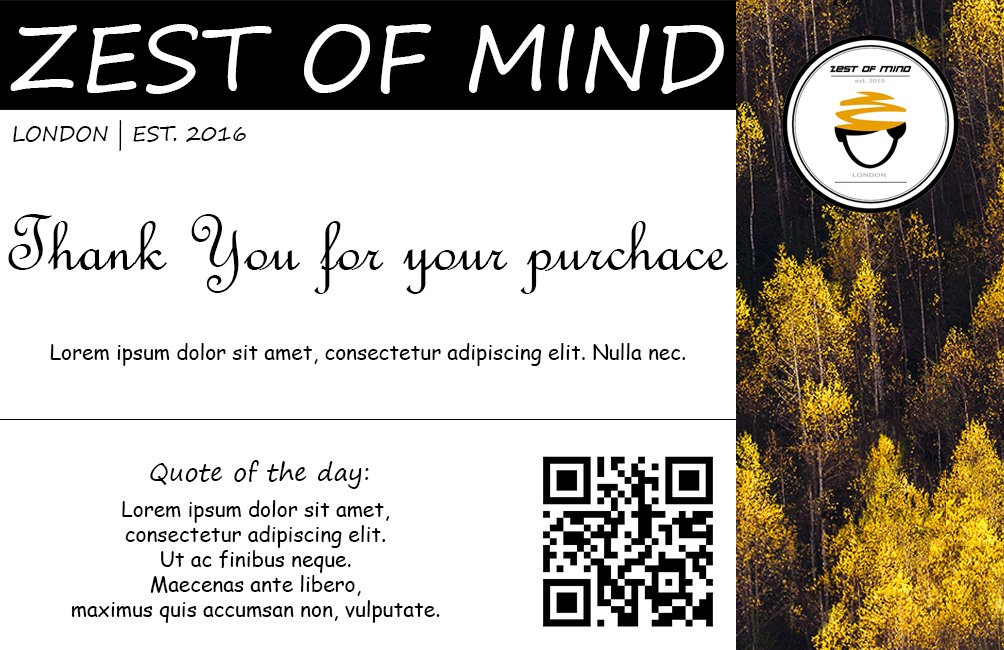 ZEST OF MIND
LONDON | EST. 2016
Thank You for your purchace
Lorem ipsum dolor sit amet, consectetur adipiscing elit. Nulla nec.
Quote of the day:
Lorem ipsum dolor sit amet,
consectetur adipiscing elit.
Ut ac finibus neque.
Maecenas ante libero,
maximus quis accumsan non, vulputate.
ZEST OF MIND
est. 2015
LONDON